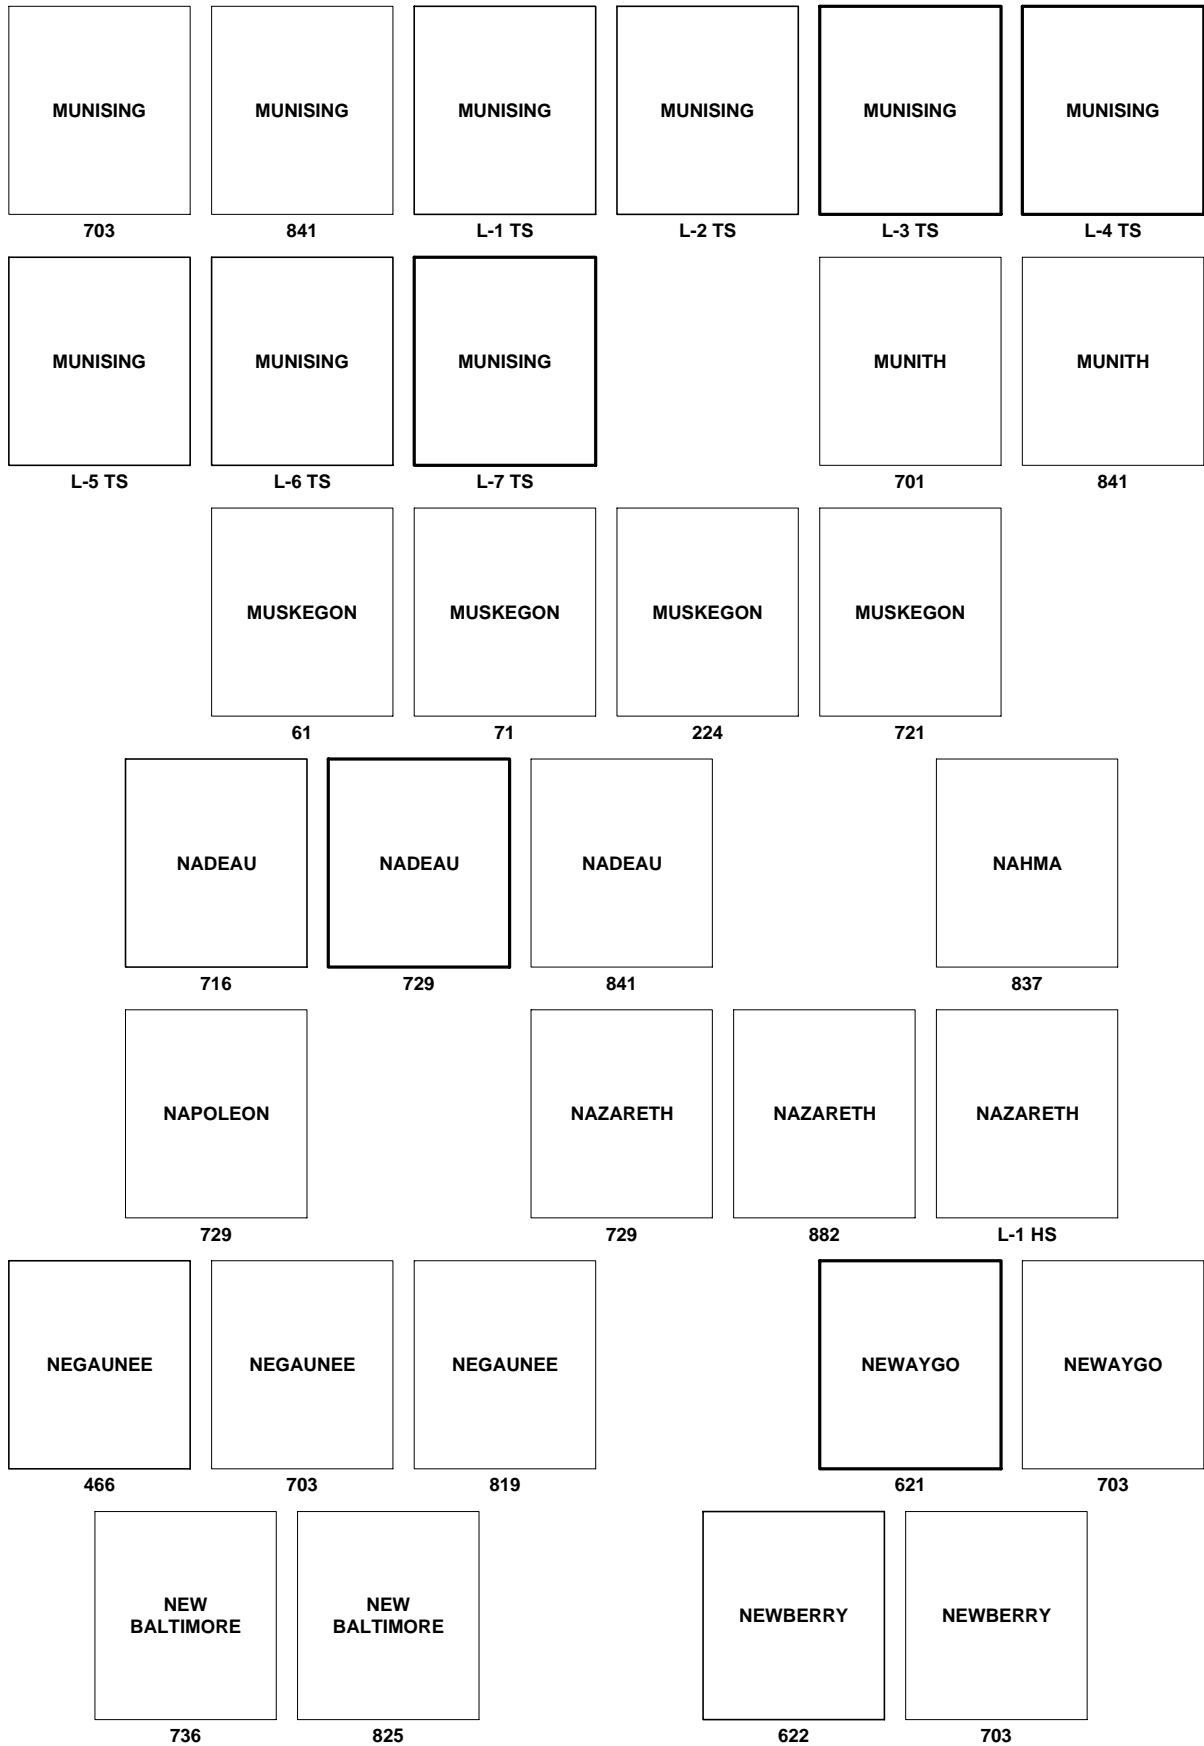 MUNISING MUNISING MUNISING MUNISING MUNISING MUNISING
703 841 L-1 TS L-2 TS L-3 TS L-4 TS
MUNISING MUNISING MUNISING MUNITH MUNITH
L-5 TS L-6 TS L-7 TS 701 841
MUSKEGON MUSKEGON MUSKEGON MUSKEGON
61 71 224 721
NADEAU NADEAU NADEAU NAHMA
716 729 841 837
NAPOLEON NAZARETH NAZARETH NAZARETH
729 729 882 L-1 HS
NEGAUNEE NEGAUNEE NEGAUNEE NEWAYGO NEWAYGO
466 703 819 621 703
NEW NEW
BALTIMORE BALTIMORE NEWBERRY NEWBERRY
736 825 622 703